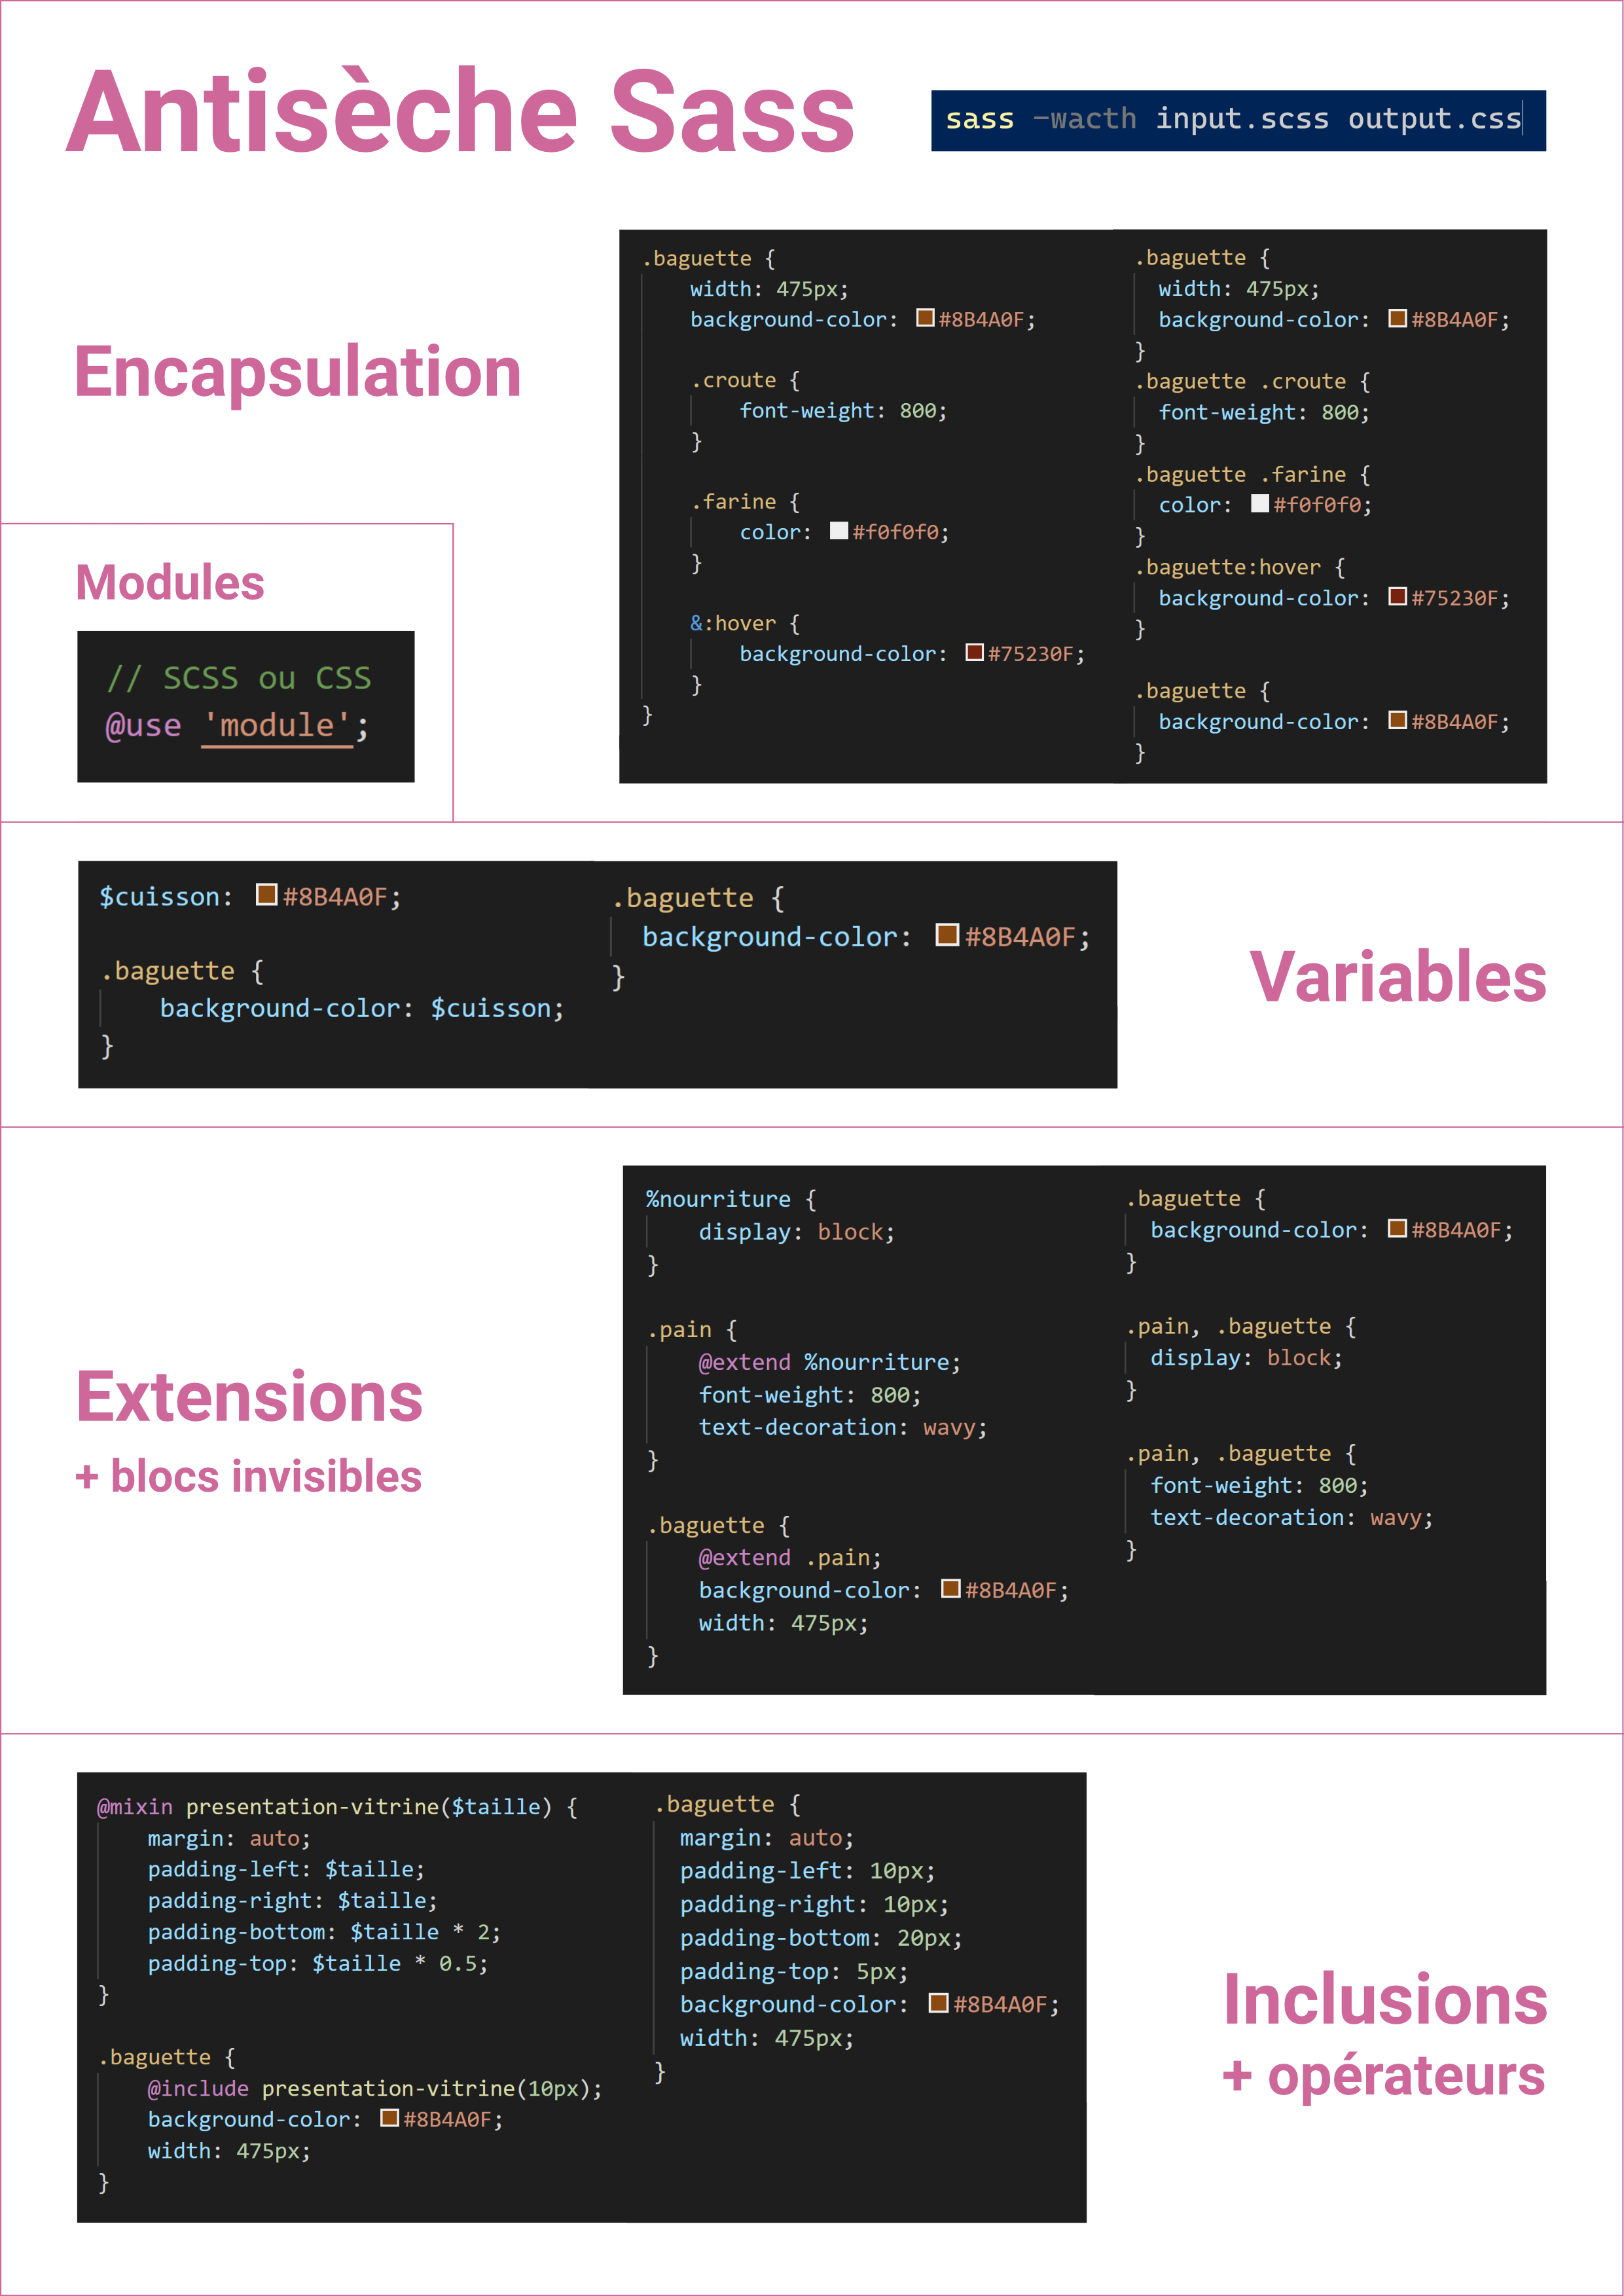 Antisèche Sass
sass -wacth input.scss output.css
Encapsulation
.baguette {
width: 475px;
background-color: #8B4A0F;
.croute {
font-weight: 800;
}
.farine {
color: #f0f0f0;
}
&:hover {
background-color: #75230F;
}
}
.baguette {
width: 475px;
background-color: #8B4A0F;
}
.baguette .croute {
font-weight: 800;
}
.baguette .farine {
color: #f0f0f0;
}
.baguette:hover {
background-color: #75230F;
}
.baguette {
background-color: #8B4A0F;
}
Modules
// SCSS ou CSS
@use 'module';
$cuisson: #8B4A0F;
.baguette {
background-color: $cuisson;
}
.baguette {
background-color: #8B4A0F;
}
Variables
Extensions
+ blocs invisibles
%nourriture {
display: block;
}
.pain {
@extend %nourriture;
font-weight: 800;
text-decoration: wavy;
}
.baguette {
@extend .pain;
background-color: #8B4A0F;
width: 475px;
}
.baguette {
background-color: #8B4A0F;
}
.pain, .baguette {
display: block;
}
.pain, .baguette {
font-weight: 800;
text-decoration: wavy;
}
@mixin presentation-vitrine($taille) {
margin: auto;
padding-left: $taille;
padding-right: $taille;
padding-bottom: $taille * 2;
padding-top: $taille * 0.5;
}
.baguette {
@include presentation-vitrine(10px);
background-color: #8B4A0F;
width: 475px;
}
.baguette {
margin: auto;
padding-left: 10px;
padding-right: 10px;
padding-bottom: 20px;
padding-top: 5px;
background-color: #8B4A0F;
width: 475px;
}
Inclusions
+ opérateurs